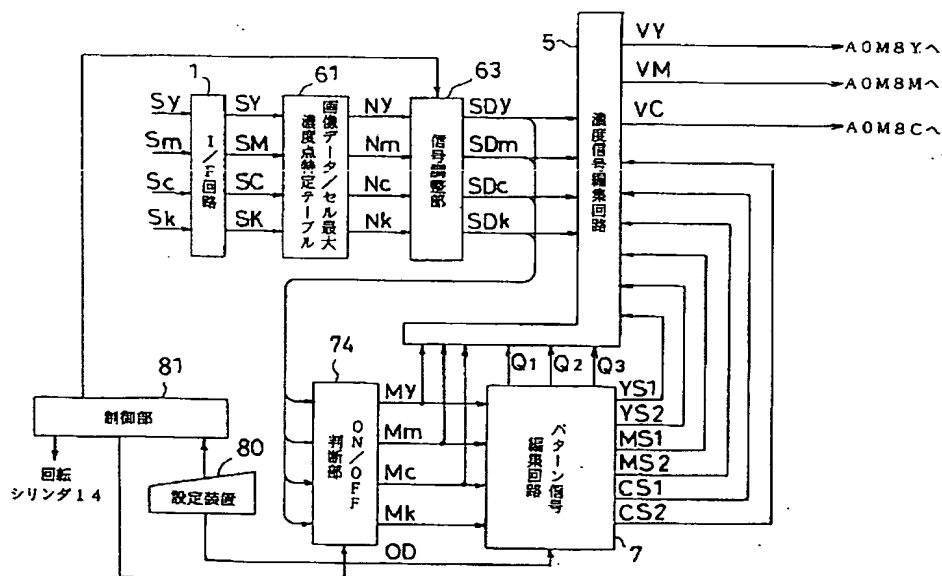 5
VY
AOM8Yへ
VM
AOM8Mへ
VC
AOM8Cへ
濃度信号編集回路
1
Sy
Sm
Sc
Sk
I/F回路
SY
SM
SC
SK
61
画像データ/セル最大
濃度点特定テーブル
Ny
Nm
Nc
Nk
63
信号調整部
SDy
SDm
SDc
SDk
81
制御部
回転
シリンダ14
80
設定装置
74
ON/OFF
判断部
My
Mm
Mc
Mk
OD
Q1
Q2
Q3
パターン信号
編集回路
7
YS1
YS2
MS1
MS2
CS1
CS2